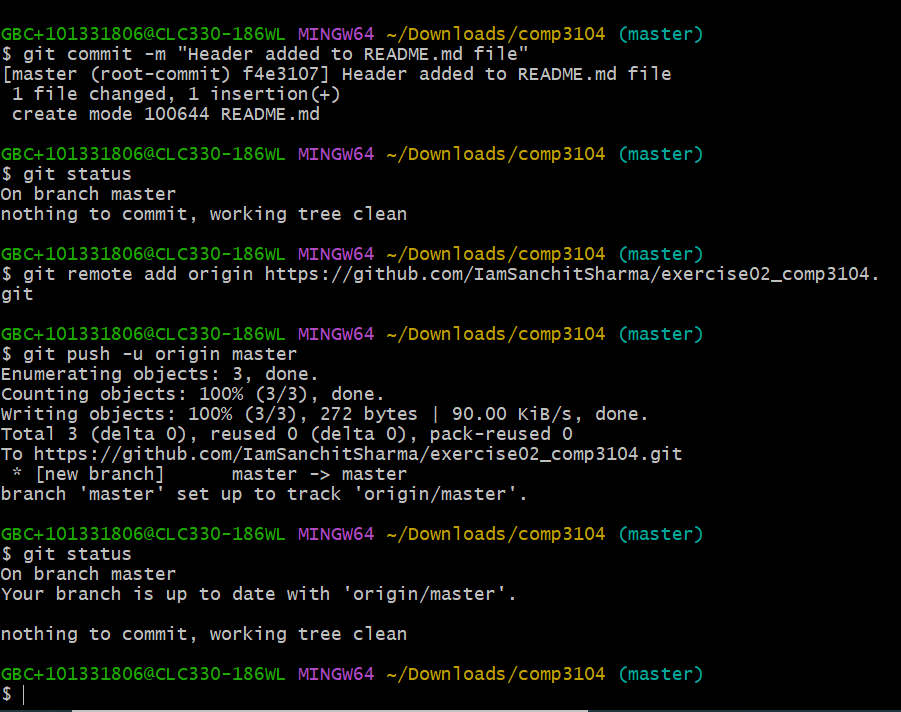 GBC+101331806@CLC330-186WL MINGW64 ~/Downloads/comp3104 (master)
$ git commit -m "Header added to README.md file"
[master (root-commit) f4e3107] Header added to README.md file
 1 file changed, 1 insertion(+)
 create mode 100644 README.md

GBC+101331806@CLC330-186WL MINGW64 ~/Downloads/comp3104 (master)
$ git status
On branch master
nothing to commit, working tree clean

GBC+101331806@CLC330-186WL MINGW64 ~/Downloads/comp3104 (master)
$ git remote add origin https://github.com/IamSanchitSharma/exercise02_comp3104.
git

GBC+101331806@CLC330-186WL MINGW64 ~/Downloads/comp3104 (master)
$ git push -u origin master
Enumerating objects: 3, done.
Counting objects: 100% (3/3), done.
Writing objects: 100% (3/3), 272 bytes | 90.00 KiB/s, done.
Total 3 (delta 0), reused 0 (delta 0), pack-reused 0
To https://github.com/IamSanchitSharma/exercise02_comp3104.git
 * [new branch]      master -> master
branch 'master' set up to track 'origin/master'.

GBC+101331806@CLC330-186WL MINGW64 ~/Downloads/comp3104 (master)
$ git status
On branch master
Your branch is up to date with 'origin/master'.

nothing to commit, working tree clean

GBC+101331806@CLC330-186WL MINGW64 ~/Downloads/comp3104 (master)
$